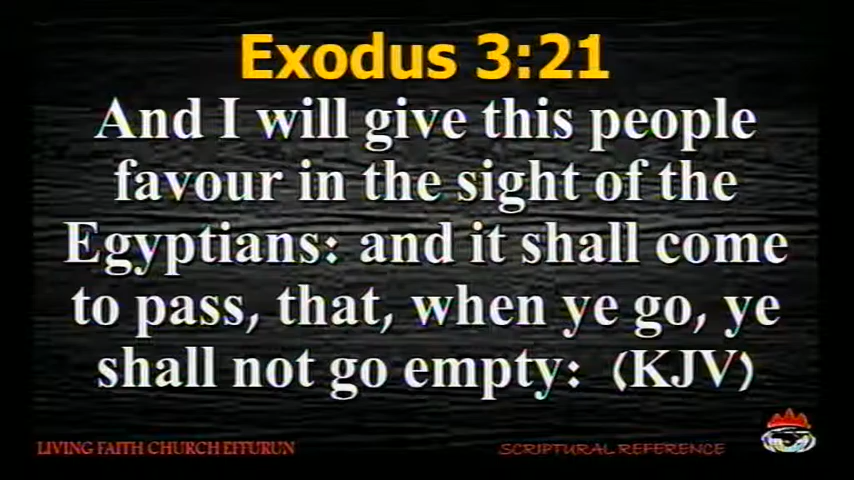 Exodus 3:21
And I will give this people
favour in the sight of the
Egyptians: and it shall come
to pass, that, when ye go, ye
shall not go empty: (KJV)
LIVING FAITH CHURCH EFFURUN
SCRIPTURAL REFERENCE